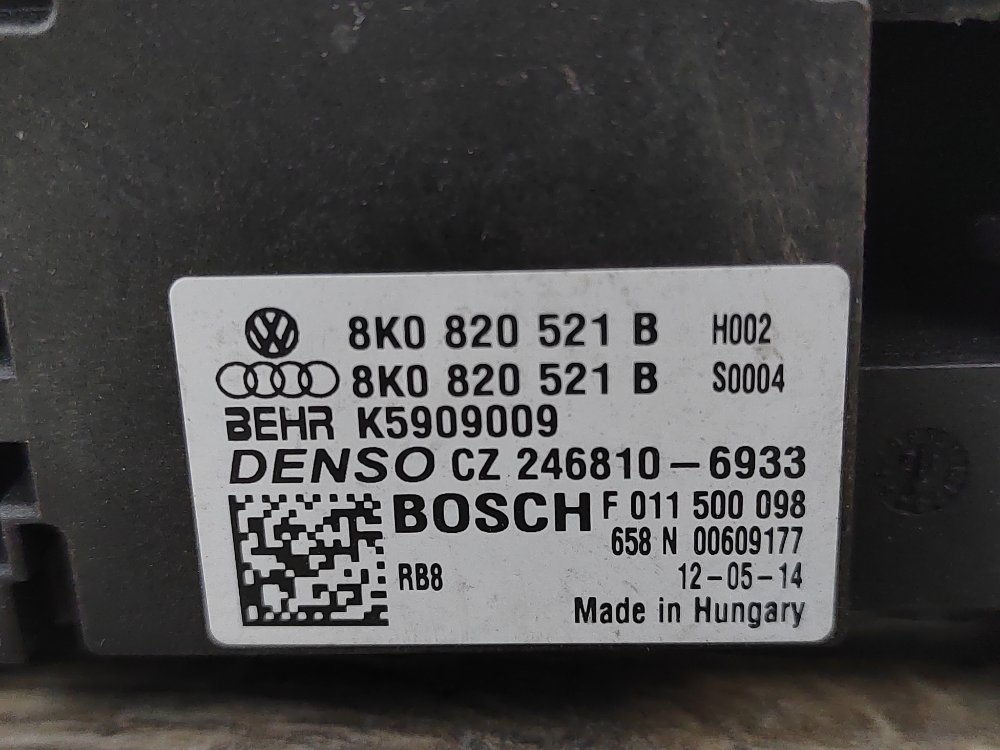 8K0 820 521 B H002
8K0 820 521 B S0004
BEHR K5909009
DENSO CZ 246810-6933
BOSCH F 011 500 098
658 N 00609177
RB8 12-05-14
Made in Hungary